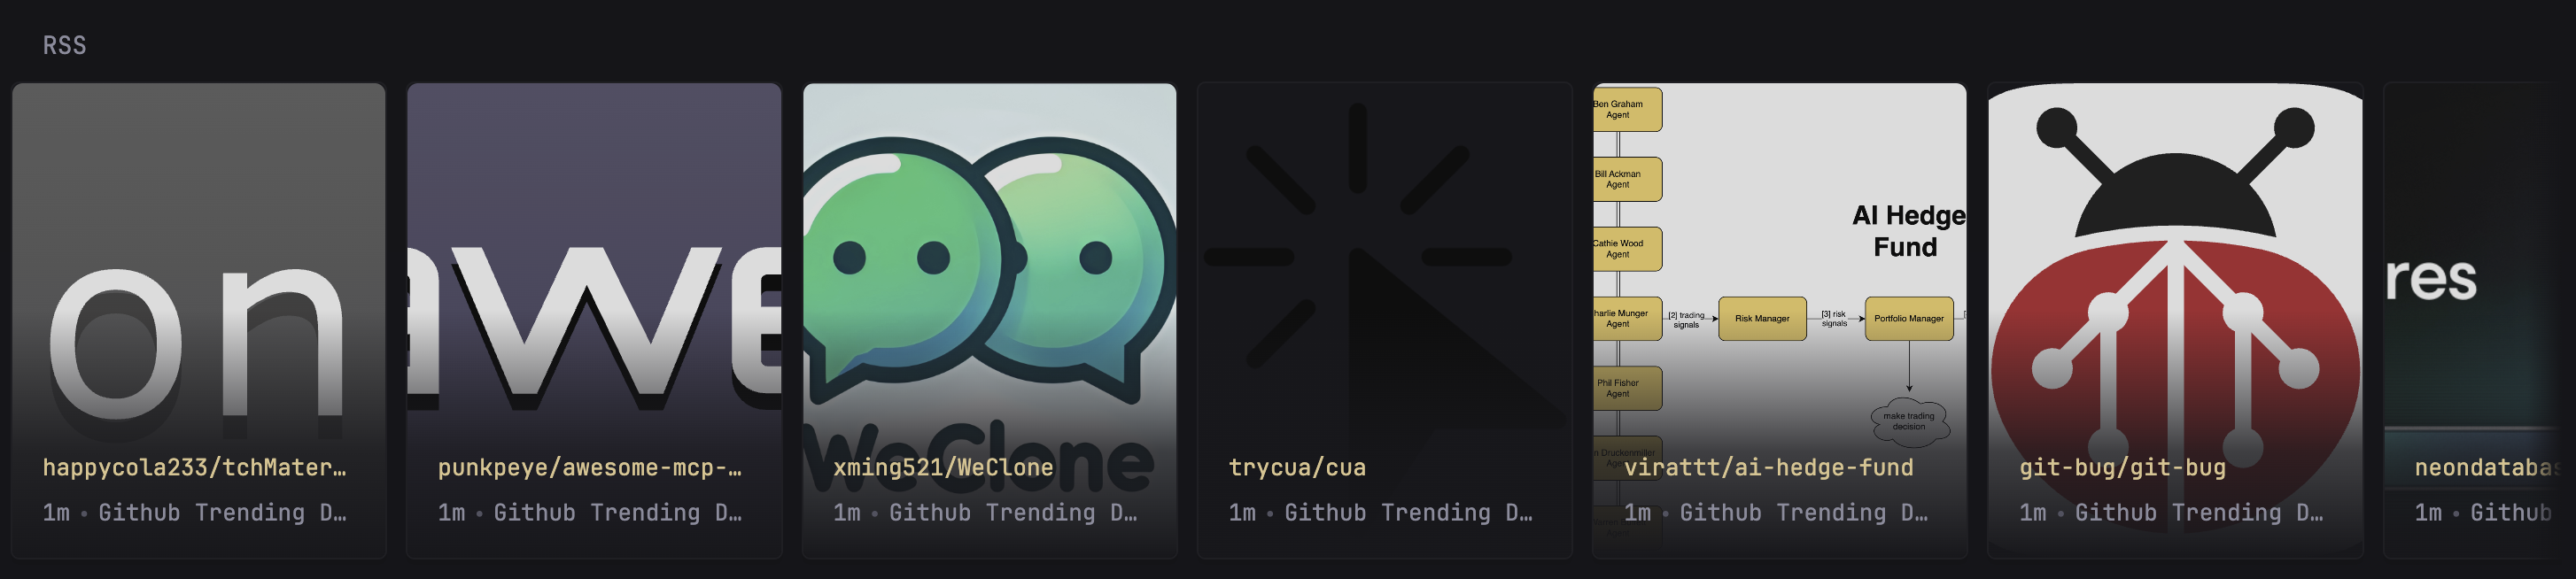 RSS
on
happycola233/tchMater…
1m • Github Trending D…
awe
punkpeye/awesome-mcp-…
1m • Github Trending D…
WeClone
xming521/WeClone
1m • Github Trending D…
trycua/cua
1m • Github Trending D…
Ben Graham
Agent
Bill Ackman
Agent
Cathie Wood
Agent
AI Hedge
Fund
harlie Munger
Agent
[2] trading
signals
Risk Manager
[3] risk
signals
Portfolio Manager
Phil Fisher
Agent
make trading
decision
n Druckenmiller
Agent
virattt/ai-hedge-fund
1m • Github Trending D…
git-bug/git-bug
1m • Github Trending D…
res
neondatabas
1m • Github